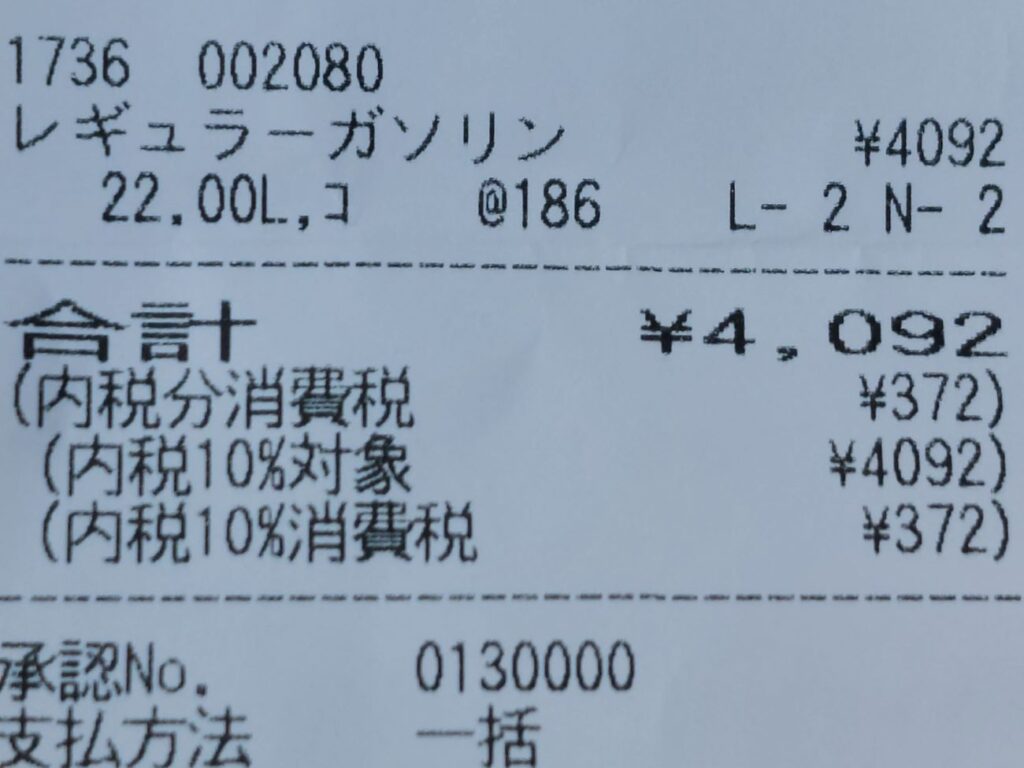 1736 002080
レギュラーガソリン ¥4092
22.00L,コ @186 L- 2 N- 2
合計 ¥4,092
(内税分消費税 ¥372)
(内税10%対象 ¥4092)
(内税10%消費税 ¥372)
承認No. 0130000
支払方法 一括